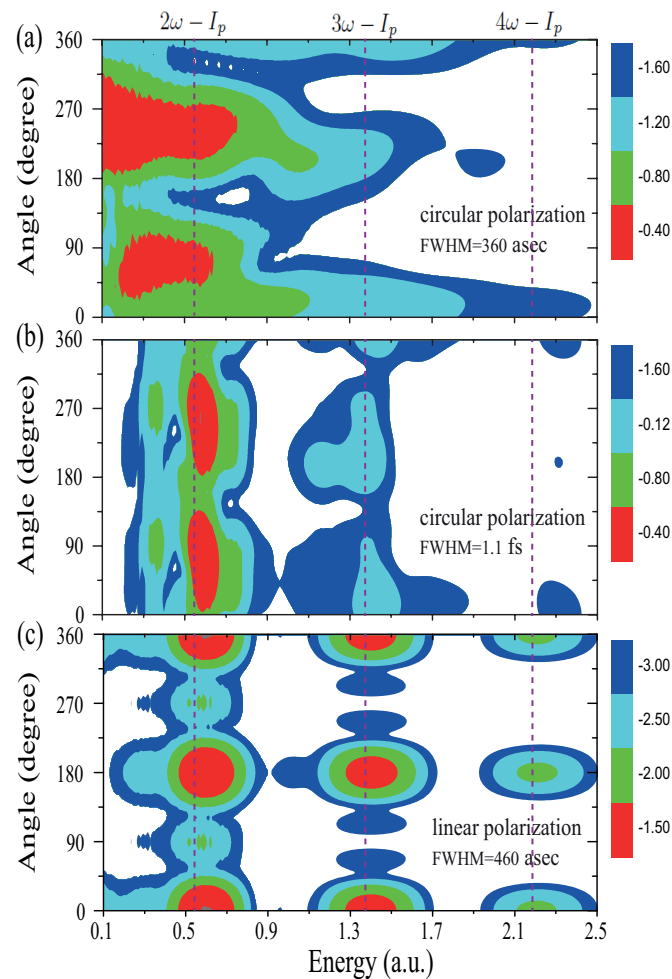 (a) 2ω − Iₚ 3ω − Iₚ 4ω − Iₚ
360
270
180
90
0
Angle (degree)
circular polarization
FWHM=360 asec
-1.60
-1.20
-0.80
-0.40
(b)
360
270
180
90
0
Angle (degree)
circular polarization
FWHM=1.1 fs
-1.60
-0.12
-0.80
-0.40
(c)
360
270
180
90
0
Angle (degree)
linear polarization
FWHM=460 asec
-3.00
-2.50
-2.00
-1.50
0.1 0.5 0.9 1.3 1.7 2.1 2.5
Energy (a.u.)